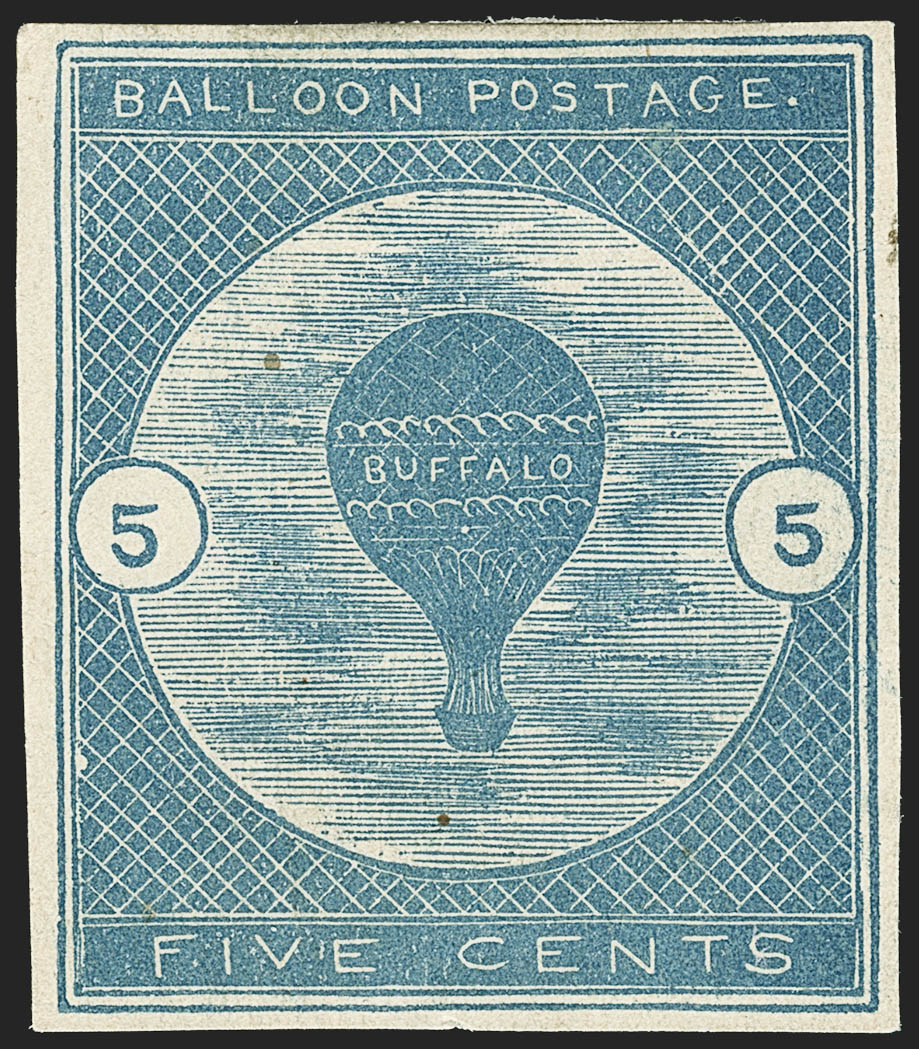 BALLOON POSTAGE.
BUFFALO
5
5
FIVE CENTS